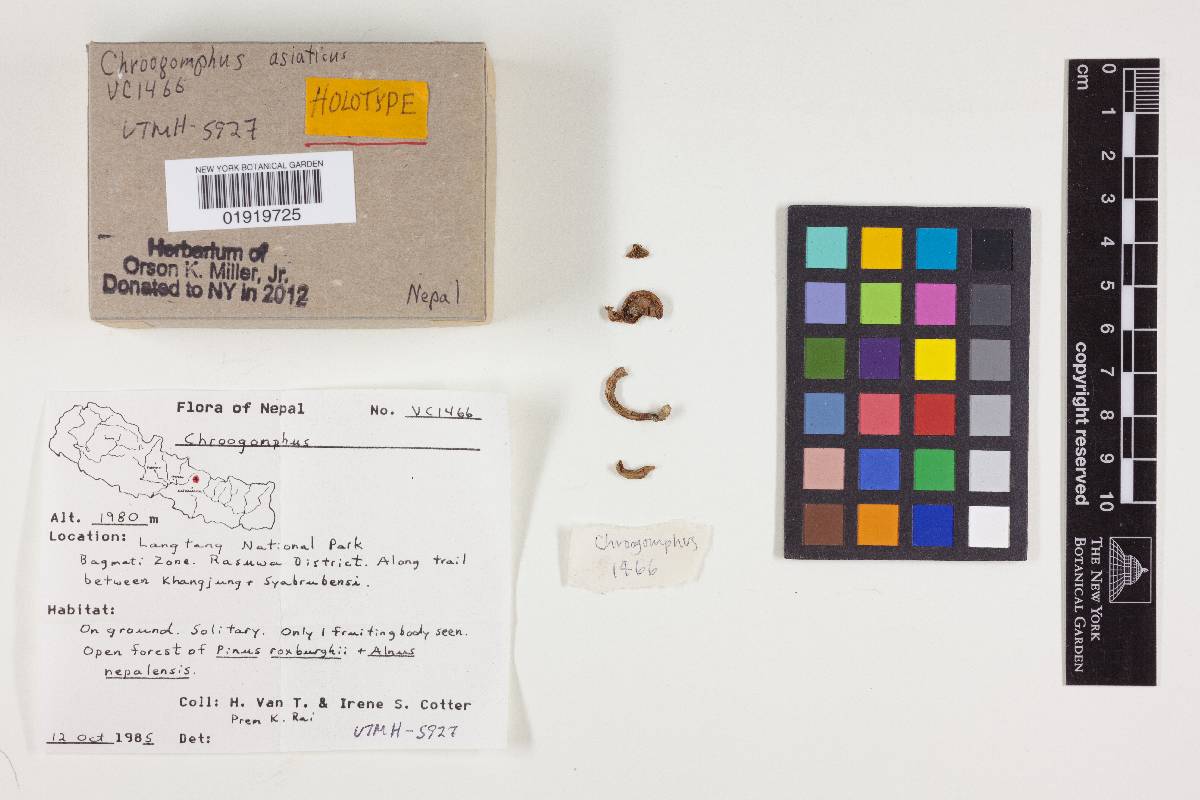 Chroogomphus asiaticus
VC1466
HOLOTYPE
VTMH-5927
NEW YORK BOTANICAL GARDEN
01919725
Herbarium of
Orson K. Miller, Jr.
Donated to NY in 2012
Nepal
Flora of Nepal
No. VC1466
Chroogomphus
Alt. 1980 m
Location: Langtang National Park
Bagmati Zone. Rasuwa District. Along trail
between Khangjung + Syabrubensi.
Habitat:
On ground. Solitary. Only 1 fruiting body seen.
Open forest of Pinus roxburghii + Alnus
nepalensis.
Coll: H. Van T. & Irene S. Cotter
Prem K. Rai
VTMH-5927
12 Oct 1985 Det:
Chroogomphus
1466
cm
0
1
2
3
4
5
6
7
8
9
10
copyright reserved
THE NEW YORK
BOTANICAL GARDEN